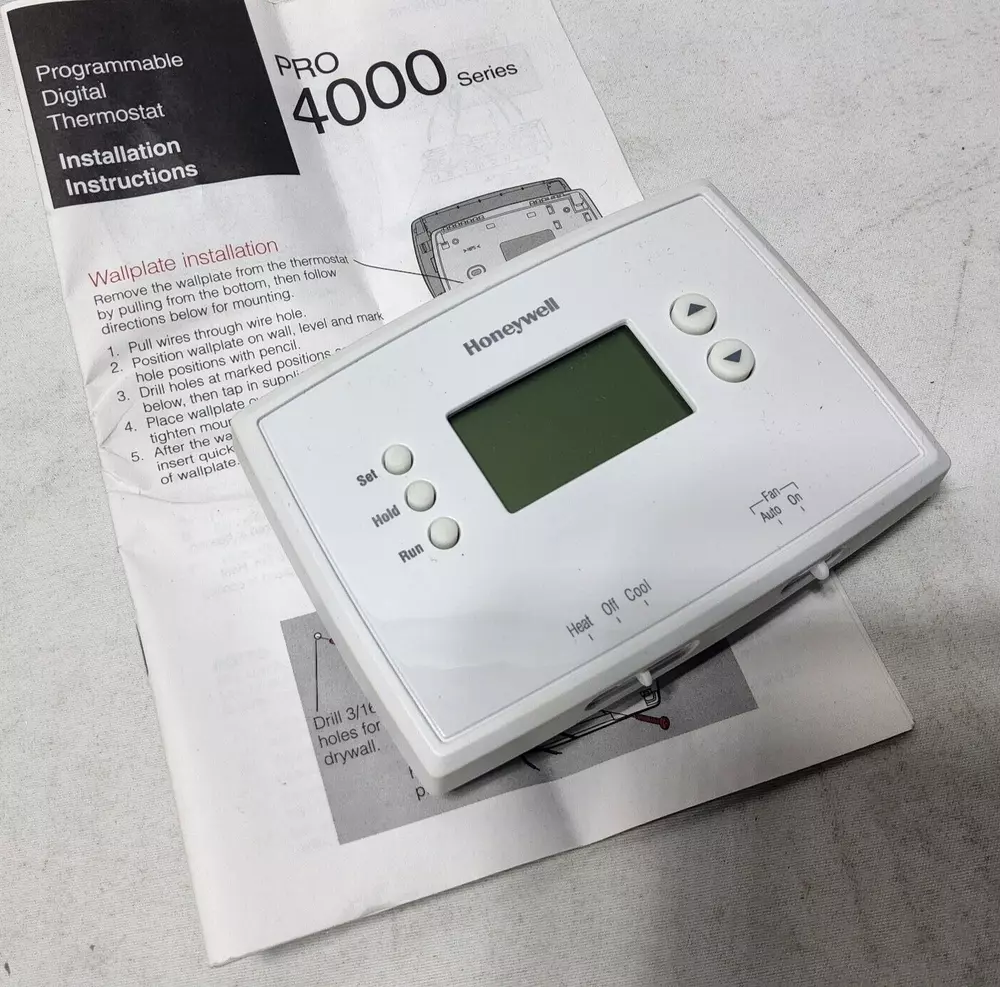 Programmable
Digital
Thermostat
Installation
Instructions
PRO
4000 Series
Wallplate installation
Remove the wallplate from the thermostat
by pulling from the bottom, then follow
directions below for mounting.
1. Pull wires through wire hole.
2. Position wallplate on wall, level and mark
hole positions with pencil.
3. Drill holes at marked positions
below, then tap in
4. Place wallplate
tighten
5. After the
insert
of wallplate.
Honeywell
Set
Hold
Run
Fan
Auto On
Heat Off Cool
Drill 3/16
holes for
drywall.